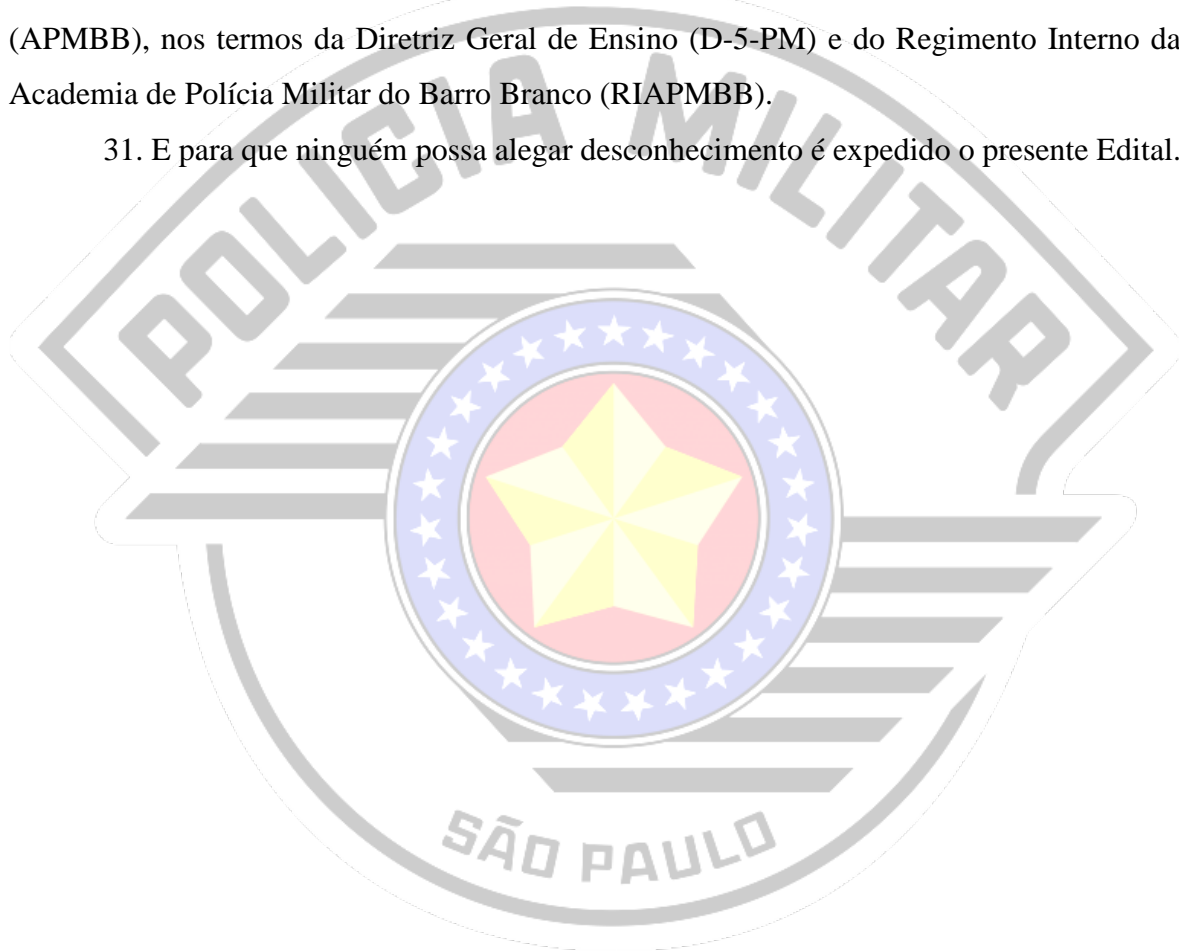 (APMBB), nos termos da Diretriz Geral de Ensino (D-5-PM) e do Regimento Interno da
Academia de Polícia Militar do Barro Branco (RIAPMBB).
31. E para que ninguém possa alegar desconhecimento é expedido o presente Edital.
POLÍCIA MILITAR
SÃO PAULO